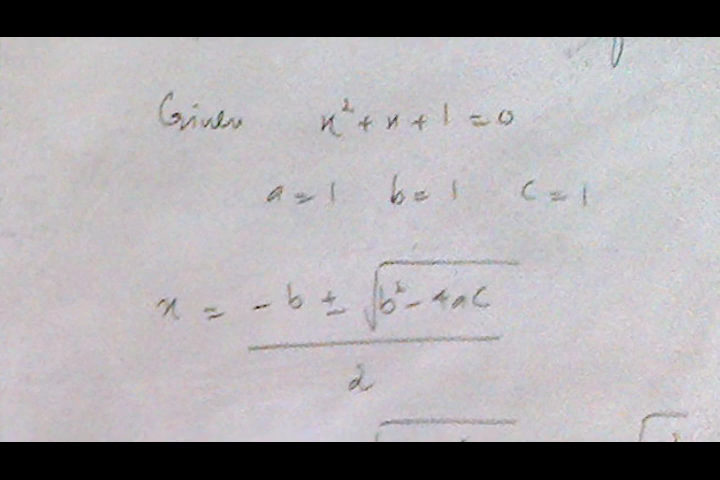 Given x² + x + 1 = 0
a = 1 b = 1 c = 1
x = -b ± √b² - 4ac
2